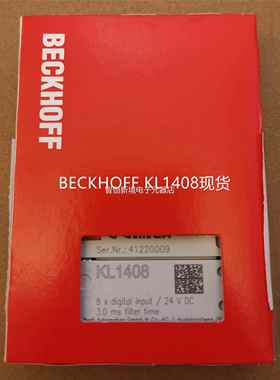 BECKHOFF
BECKHOFF KL1408现货
Ser.Nr.: 41220009
KL1408
8 x digital input / 24 V DC
3.0 ms filter time